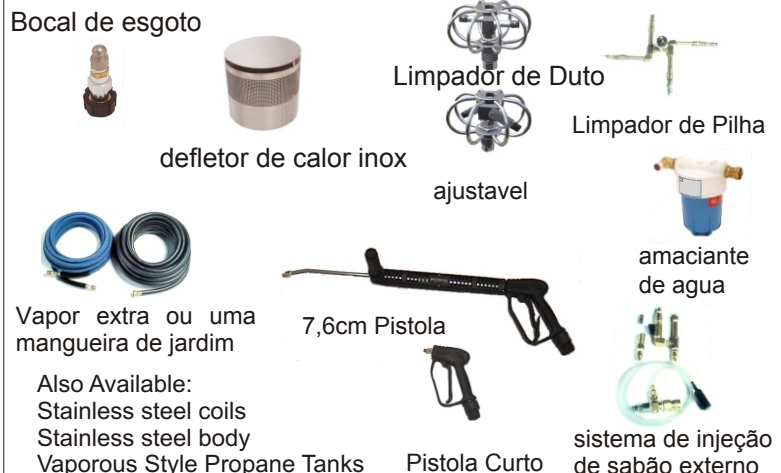 Bocal de esgoto
defletor de calor inox
Limpador de Duto
ajustavel
Limpador de Pilha
amaciante
de agua
Vapor extra ou uma
mangueira de jardim
7,6cm Pistola
Also Available:
Stainless steel coils
Stainless steel body
Vaporous Style Propane Tanks
Pistola Curto
sistema de injeção
de sabão externo